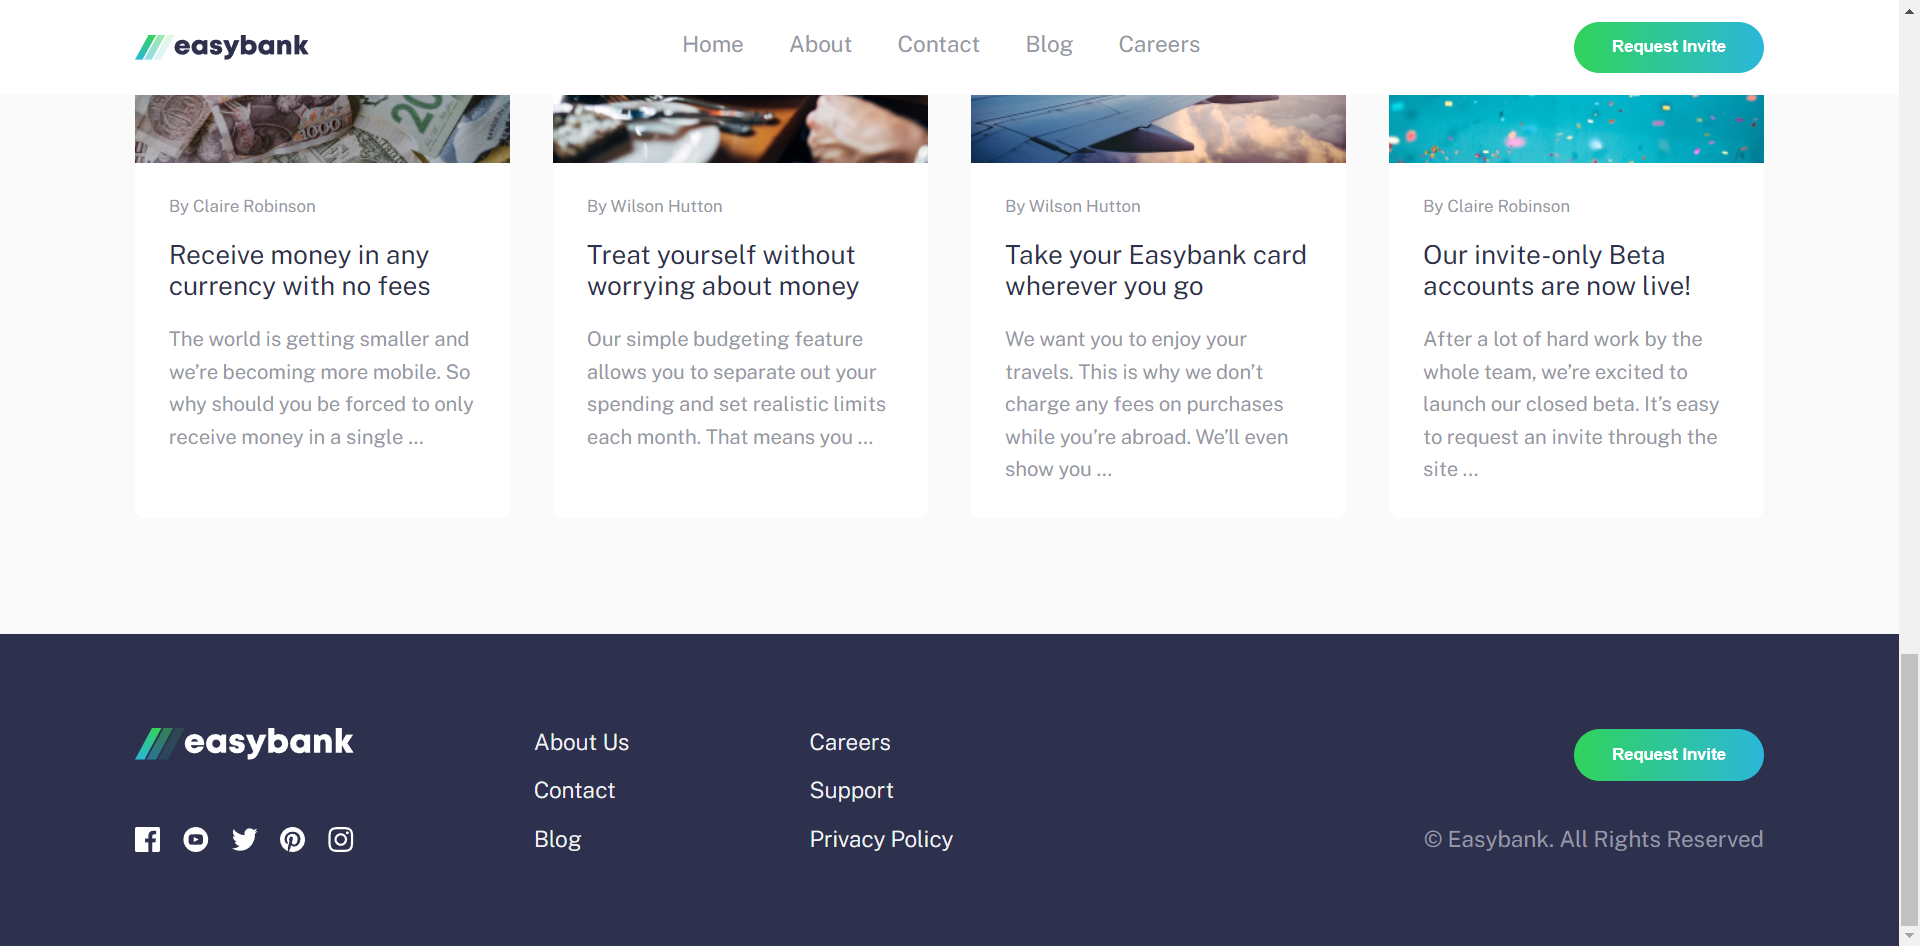 easybank
Home About Contact Blog Careers
Request Invite
1000
20
By Claire Robinson
Receive money in any
currency with no fees
The world is getting smaller and
we’re becoming more mobile. So
why should you be forced to only
receive money in a single ...
By Wilson Hutton
Treat yourself without
worrying about money
Our simple budgeting feature
allows you to separate out your
spending and set realistic limits
each month. That means you ...
By Wilson Hutton
Take your Easybank card
wherever you go
We want you to enjoy your
travels. This is why we don’t
charge any fees on purchases
while you’re abroad. We’ll even
show you ...
By Claire Robinson
Our invite-only Beta
accounts are now live!
After a lot of hard work by the
whole team, we’re excited to
launch our closed beta. It’s easy
to request an invite through the
site ...
easybank
About Us
Contact
Blog
Careers
Support
Privacy Policy
Request Invite
© Easybank. All Rights Reserved